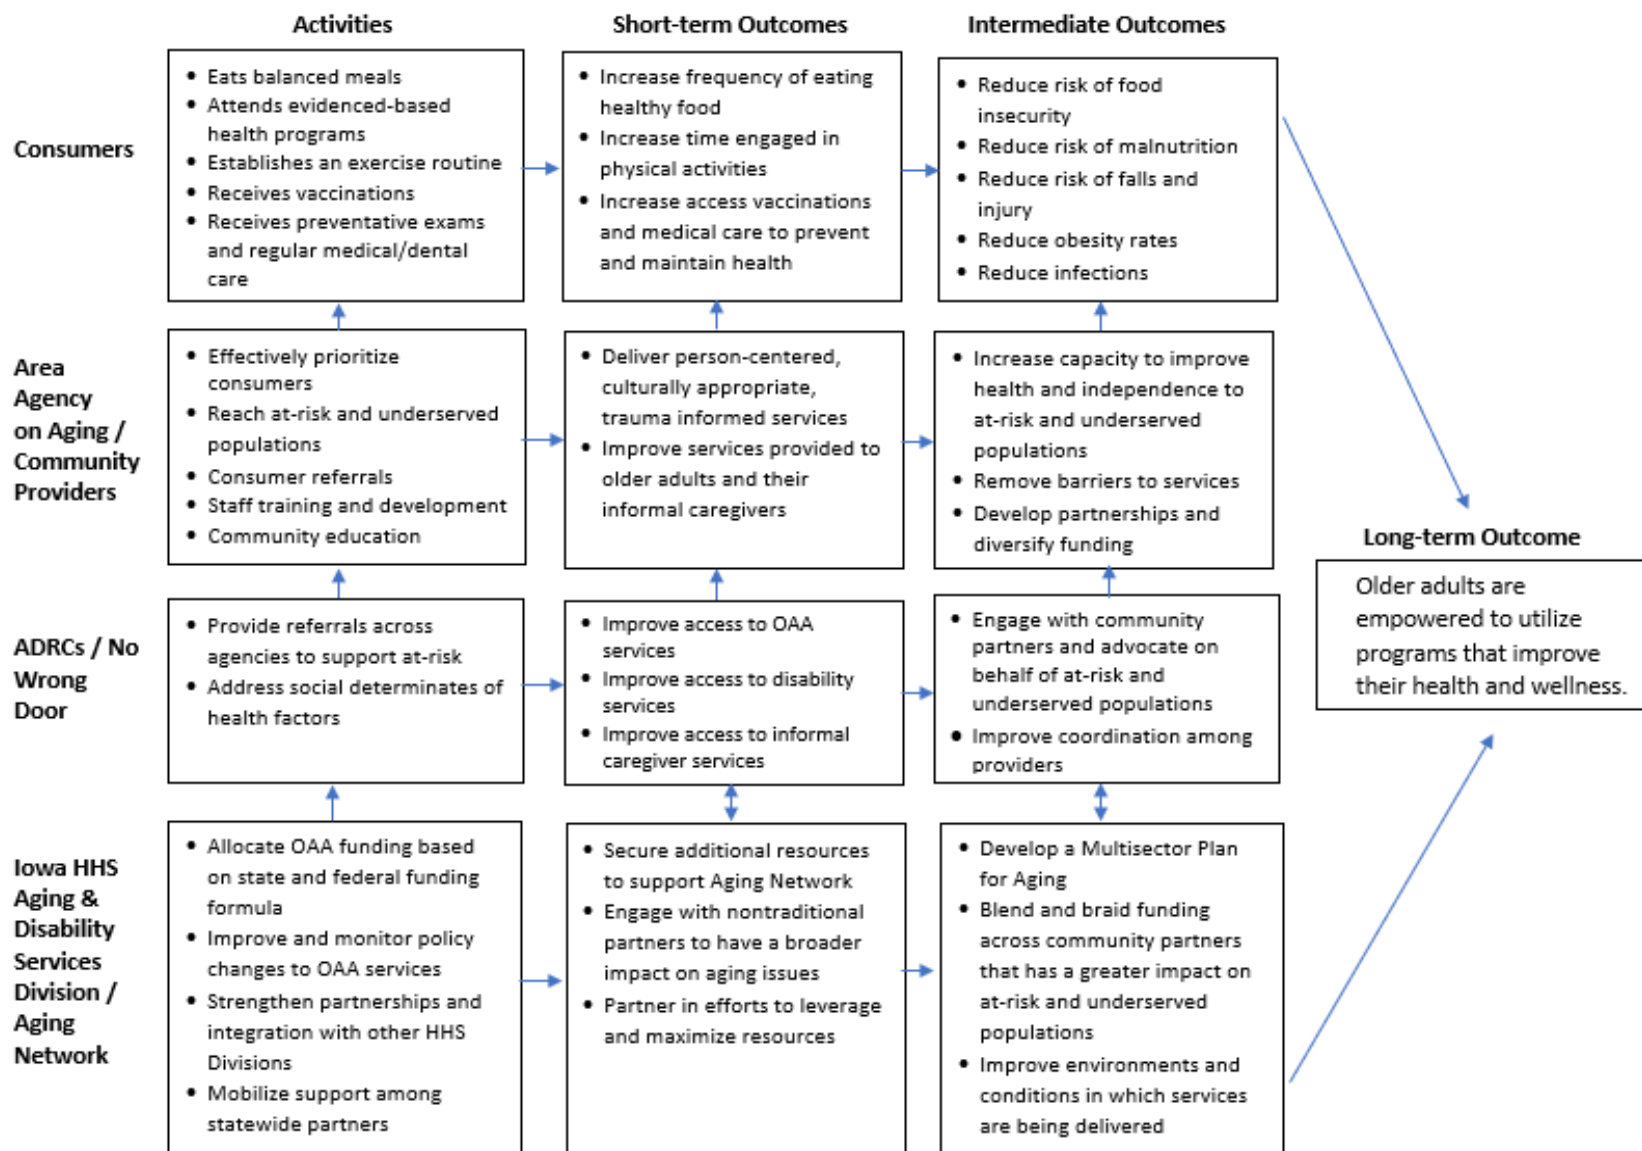 Activities
Short-term Outcomes
Intermediate Outcomes
Consumers
• Eats balanced meals
• Attends evidenced-based
health programs
• Establishes an exercise routine
• Receives vaccinations
• Receives preventative exams
and regular medical/dental
care
• Increase frequency of eating
healthy food
• Increase time engaged in
physical activities
• Increase access vaccinations
and medical care to prevent
and maintain health
• Reduce risk of food
insecurity
• Reduce risk of malnutrition
• Reduce risk of falls and
injury
• Reduce obesity rates
• Reduce infections
Area
Agency
on Aging /
Community
Providers
• Effectively prioritize
consumers
• Reach at-risk and underserved
populations
• Consumer referrals
• Staff training and development
• Community education
• Deliver person-centered,
culturally appropriate,
trauma informed services
• Improve services provided to
older adults and their
informal caregivers
• Increase capacity to improve
health and independence to
at-risk and underserved
populations
• Remove barriers to services
• Develop partnerships and
diversify funding
ADRCs / No
Wrong
Door
• Provide referrals across
agencies to support at-risk
• Address social determinates of
health factors
• Improve access to OAA
services
• Improve access to disability
services
• Improve access to informal
caregiver services
• Engage with community
partners and advocate on
behalf of at-risk and
underserved populations
• Improve coordination among
providers
Iowa HHS
Aging &
Disability
Services
Division /
Aging
Network
• Allocate OAA funding based
on state and federal funding
formula
• Improve and monitor policy
changes to OAA services
• Strengthen partnerships and
integration with other HHS
Divisions
• Mobilize support among
statewide partners
• Secure additional resources
to support Aging Network
• Engage with nontraditional
partners to have a broader
impact on aging issues
• Partner in efforts to leverage
and maximize resources
• Develop a Multisector Plan
for Aging
• Blend and braid funding
across community partners
that has a greater impact on
at-risk and underserved
populations
• Improve environments and
conditions in which services
are being delivered
Long-term Outcome
Older adults are
empowered to utilize
programs that improve
their health and wellness.